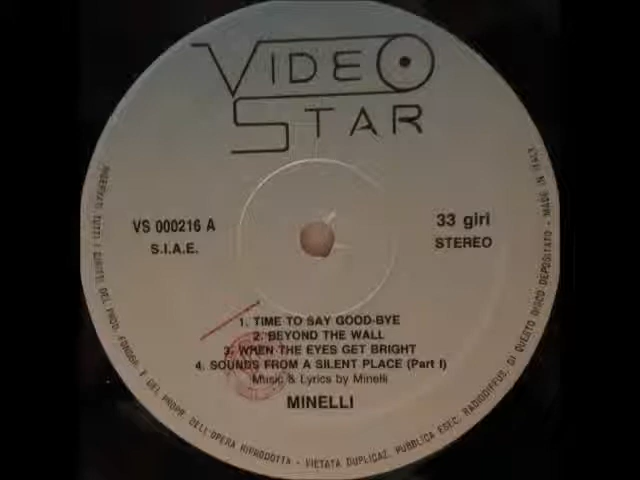 VIDEO
STAR
VS 000216 A
S.I.A.E.
33 giri
STEREO
1. TIME TO SAY GOOD-BYE
2. BEYOND THE WALL
3. WHEN THE EYES GET BRIGHT
4. SOUNDS FROM A SILENT PLACE (Part I)
Music & Lyrics by Minelli
MINELLI
RISERVATI TUTTI I DIRITTI DEL PROD. FONOGR. E DEL PROPR. DELL'OPERA RIPRODOTTA - VIETATA DUPLICAZ. PUBBLICA ESEC. RADIODIFFUS. DI QUESTO DISCO DEPOSITATO - MADE IN ITALY